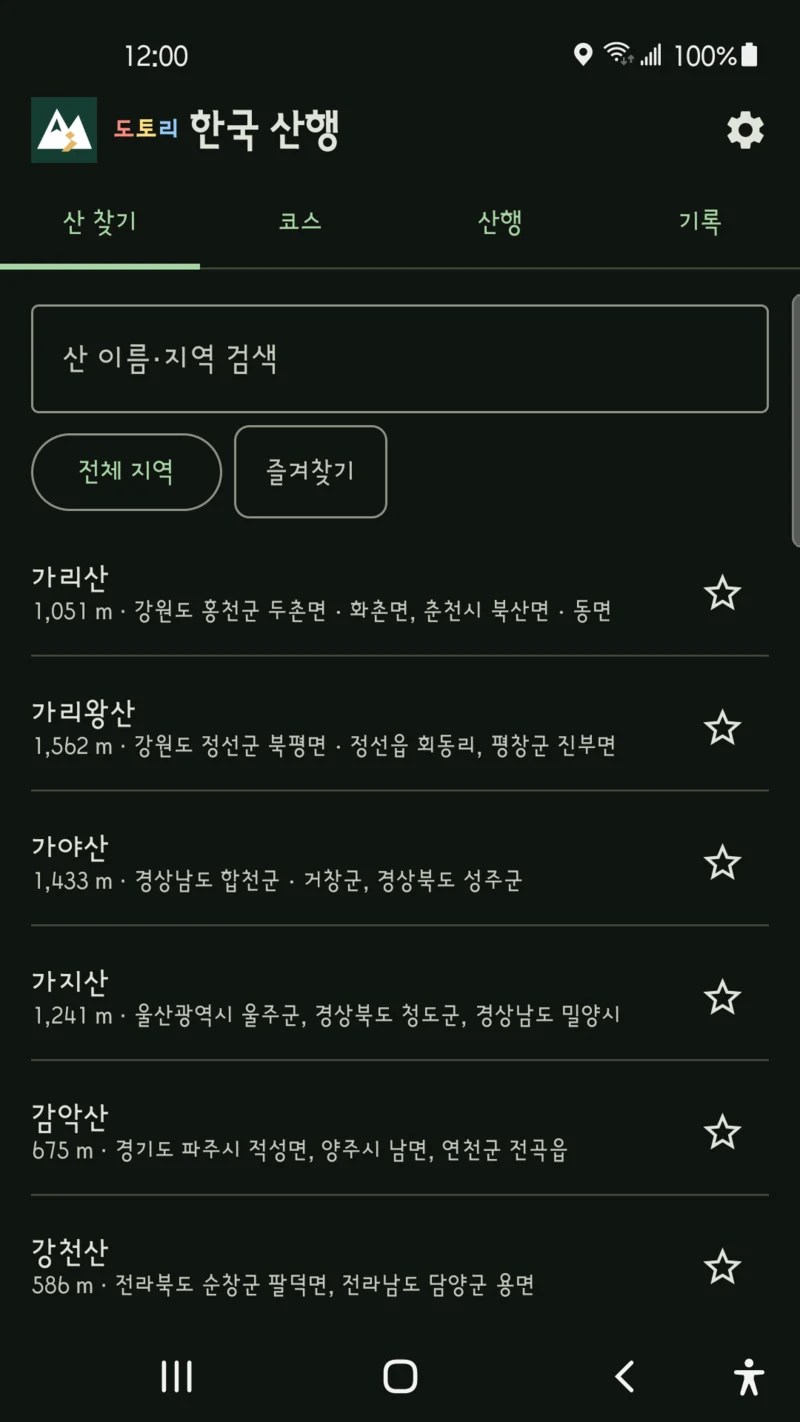 12:00 100%
도토리 한국 산행
산 찾기 코스 산행 기록
산 이름·지역 검색
전체 지역 즐겨찾기
가리산
1,051 m · 강원도 홍천군 두촌면 · 화촌면, 춘천시 북산면 · 동면
가리왕산
1,562 m · 강원도 정선군 북평면 · 정선읍 회동리, 평창군 진부면
가야산
1,433 m · 경상남도 합천군 · 거창군, 경상북도 성주군
가지산
1,241 m · 울산광역시 울주군, 경상북도 청도군, 경상남도 밀양시
감악산
675 m · 경기도 파주시 적성면, 양주시 남면, 연천군 전곡읍
강천산
586 m · 전라북도 순창군 팔덕면, 전라남도 담양군 용면